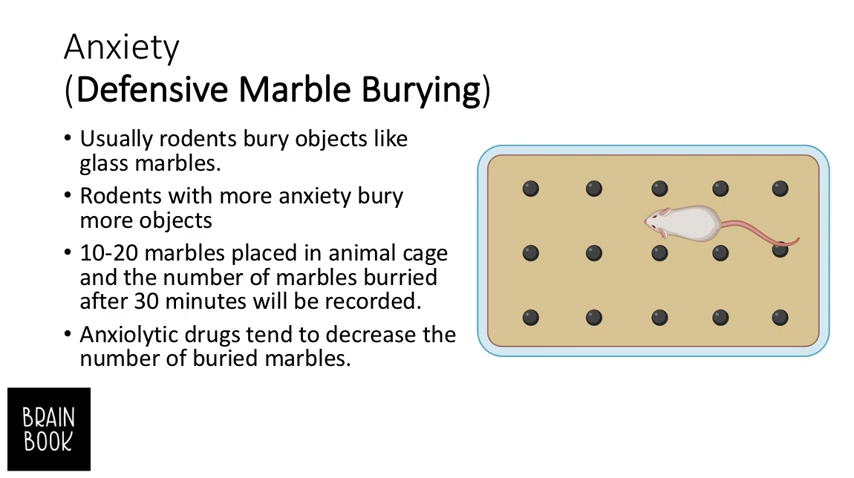 Anxiety
(Defensive Marble Burying)
• Usually rodents bury objects like
glass marbles.
• Rodents with more anxiety bury
more objects
• 10-20 marbles placed in animal cage
and the number of marbles burried
after 30 minutes will be recorded.
• Anxiolytic drugs tend to decrease the
number of buried marbles.
BRAIN
BOOK